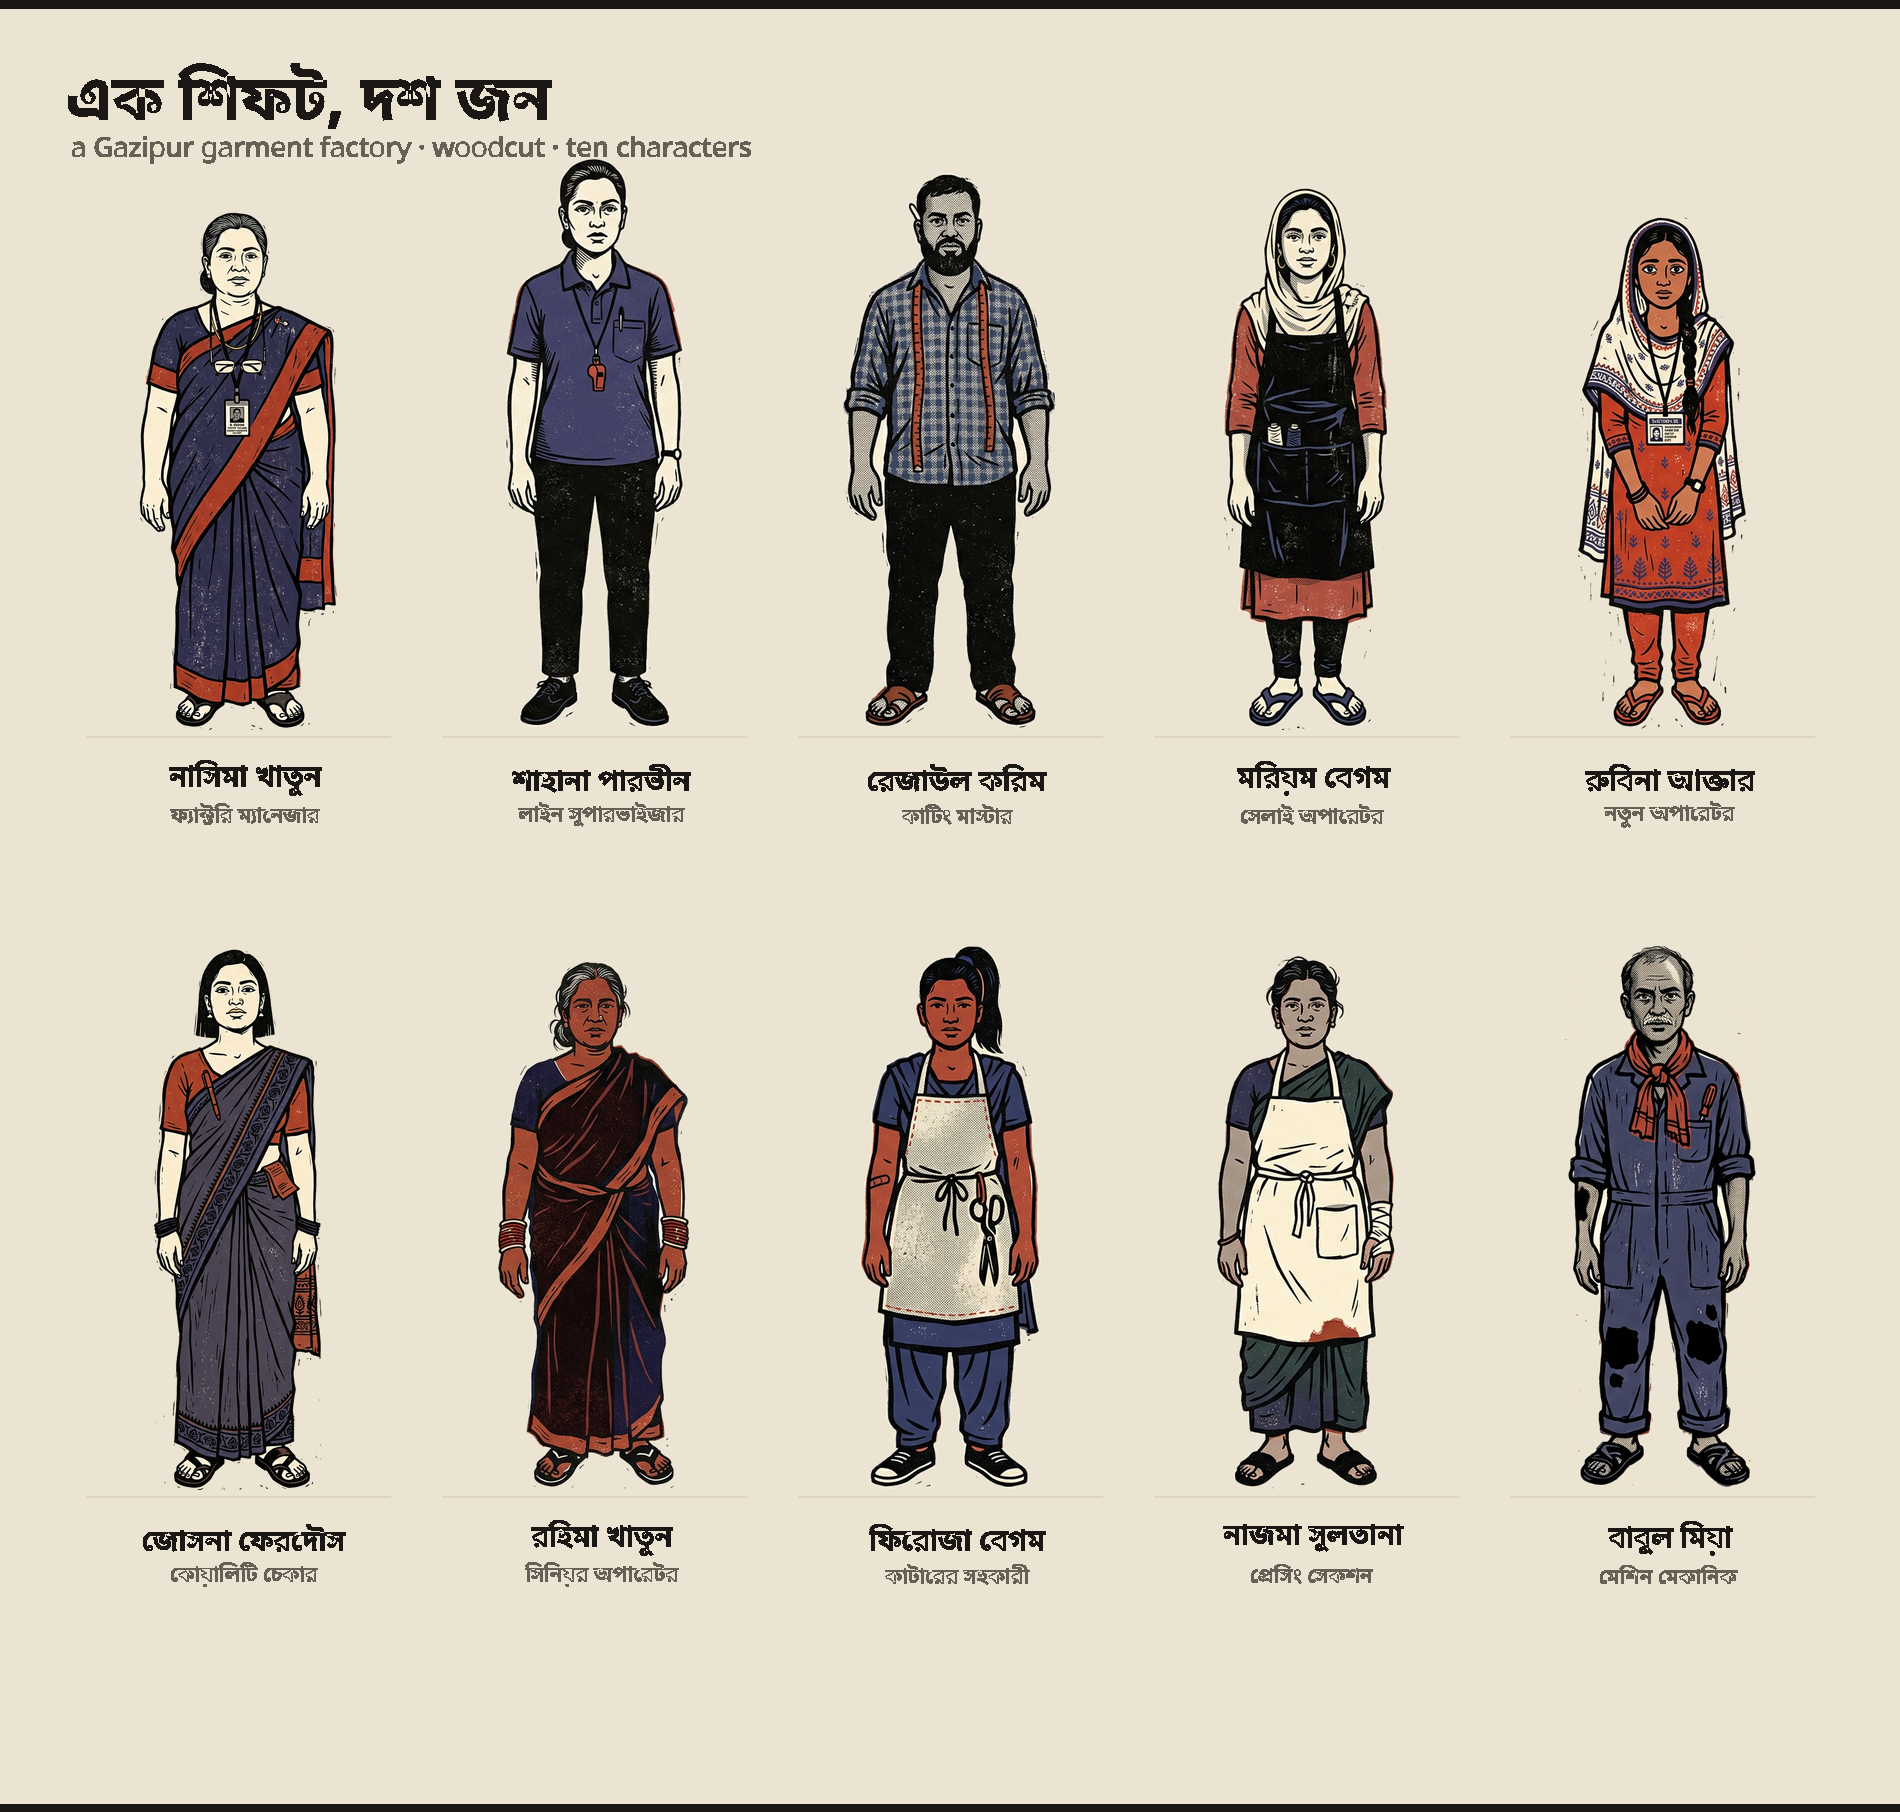 এক শিফট, দশ জন
a Gazipur garment factory · woodcut · ten characters
নাসিমা খাতুন
ফ্যাক্টরি ম্যানেজার
শাহানা পারভীন
লাইন সুপারভাইজার
রেজাউল করিম
কাটিং মাস্টার
মরিয়ম বেগম
সেলাই অপারেটর
রুবিনা আক্তার
নতুন অপারেটর
জোসনা ফেরদৌস
কোয়ালিটি চেকার
রহিমা খাতুন
সিনিয়র অপারেটর
ফিরোজা বেগম
কাটারের সহকারী
নাজমা সুলতানা
প্রেসিং সেকশন
বাবুল মিয়া
মেশিন মেকানিক